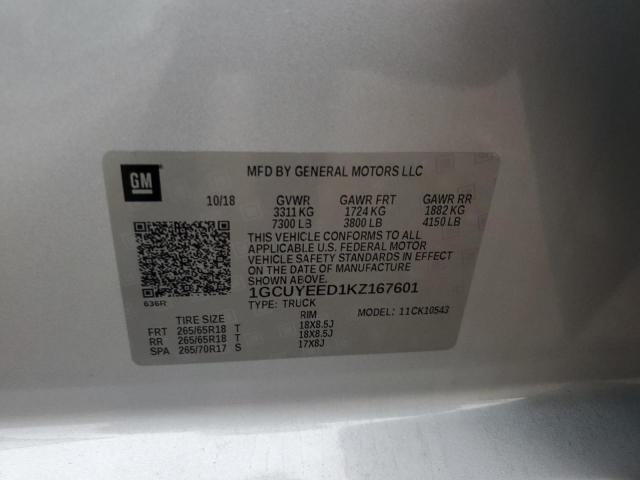 GM
MFD BY GENERAL MOTORS LLC
10/18 GVWR GAWR FRT GAWR RR
3311 KG 1724 KG 1882 KG
7300 LB 3800 LB 4150 LB
THIS VEHICLE CONFORMS TO ALL
APPLICABLE U.S. FEDERAL MOTOR
VEHICLE SAFETY STANDARDS IN EFFECT
ON THE DATE OF MANUFACTURE
SHOWN ABOVE.
1GCUYEED1KZ167601
636R TYPE: TRUCK MODEL: 11CK10543
TIRE SIZE RIM
FRT 265/65R18 T 18X8.5J
RR 265/65R18 T 18X8.5J
SPA 265/70R17 S 17X8J